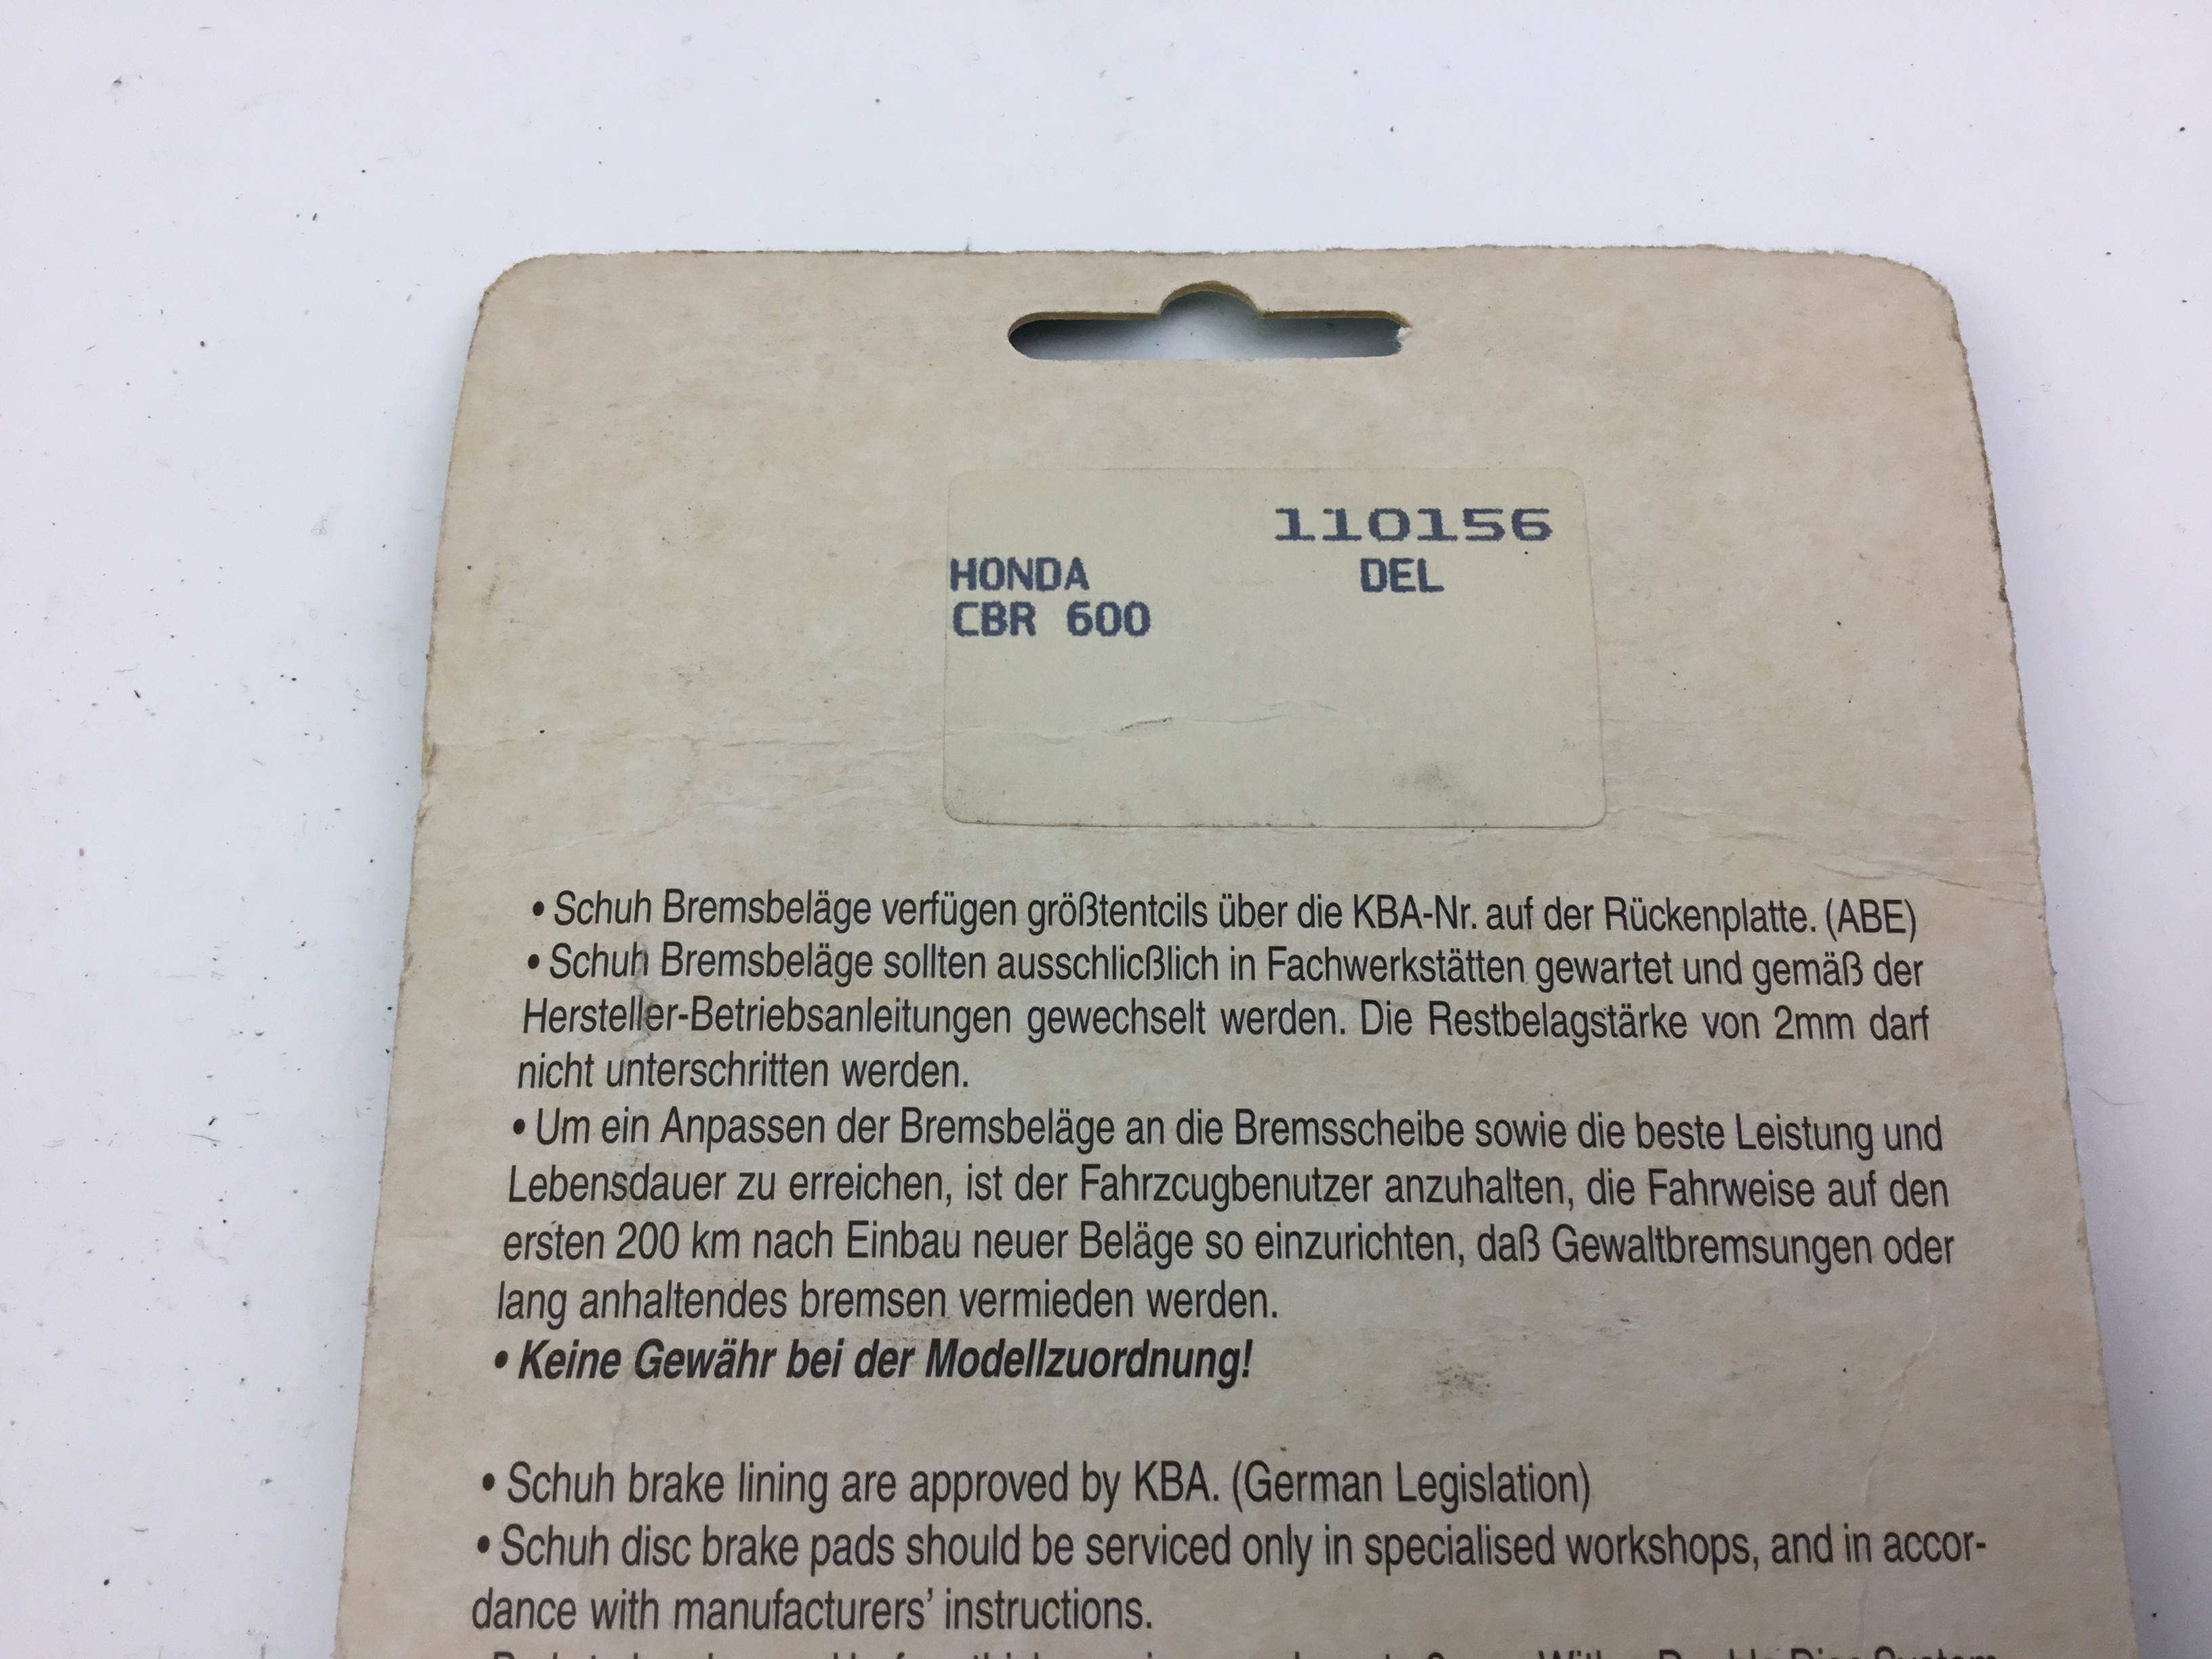 110156
HONDA DEL
CBR 600
• Schuh Bremsbeläge verfügen größtentcils über die KBA-Nr. auf der Rückenplatte. (ABE)
• Schuh Bremsbeläge sollten ausschlicßlich in Fachwerkstätten gewartet und gemäß der
Hersteller-Betriebsanleitungen gewechselt werden. Die Restbelagstärke von 2mm darf
nicht unterschritten werden.
• Um ein Anpassen der Bremsbeläge an die Bremsscheibe sowie die beste Leistung und
Lebensdauer zu erreichen, ist der Fahrzcugbenutzer anzuhalten, die Fahrweise auf den
ersten 200 km nach Einbau neuer Beläge so einzurichten, daß Gewaltbremsungen oder
lang anhaltendes bremsen vermieden werden.
• Keine Gewähr bei der Modellzuordnung!
• Schuh brake lining are approved by KBA. (German Legislation)
• Schuh disc brake pads should be serviced only in specialised workshops, and in accor-
dance with manufacturers' instructions.